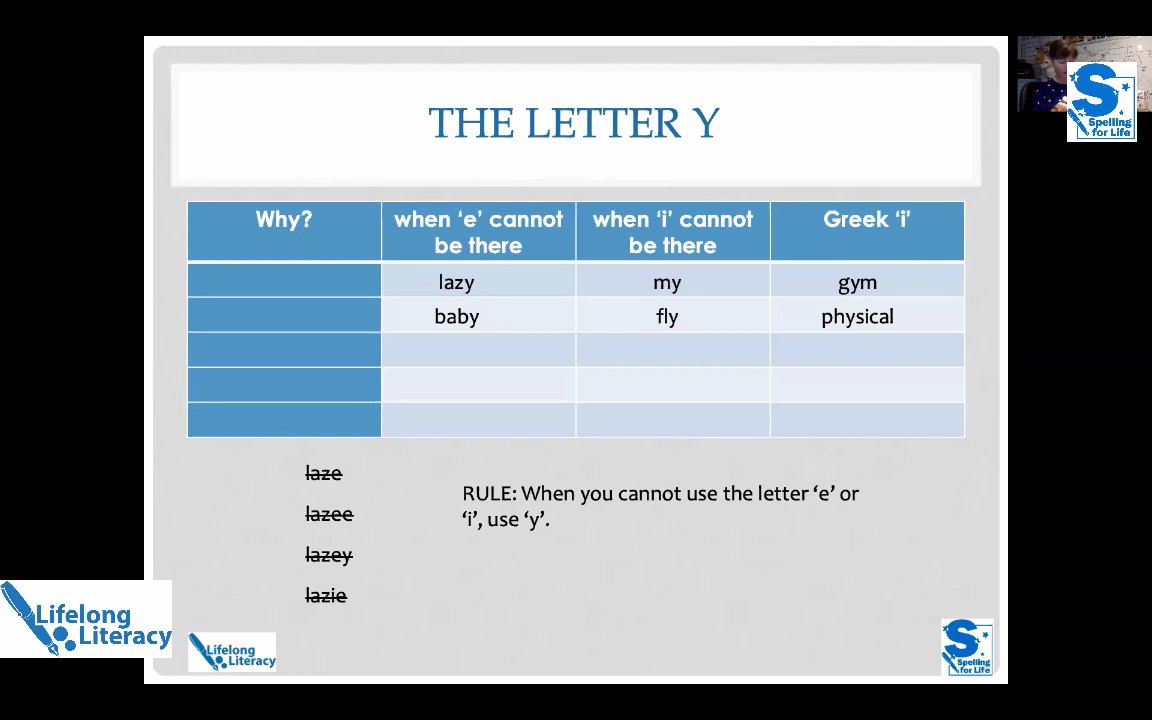 THE LETTER Y
Why?
when ‘e’ cannot
be there
when ‘i’ cannot
be there
Greek ‘i’
lazy
my
gym
baby
fly
physical
laze
lazee
lazey
lazie
RULE: When you cannot use the letter ‘e’ or
‘i’, use ‘y’.
S
Spelling
for Life
Lifelong
Literacy
Lifelong
Literacy
S
Spelling
for Life